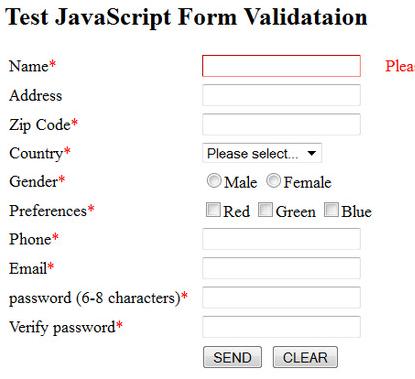 Test JavaScript Form Validataion
Name*
Plea
Address
Zip Code*
Country* Please select...
Gender* Male Female
Preferences* Red Green Blue
Phone*
Email*
password (6-8 characters)*
Verify password*
SEND CLEAR